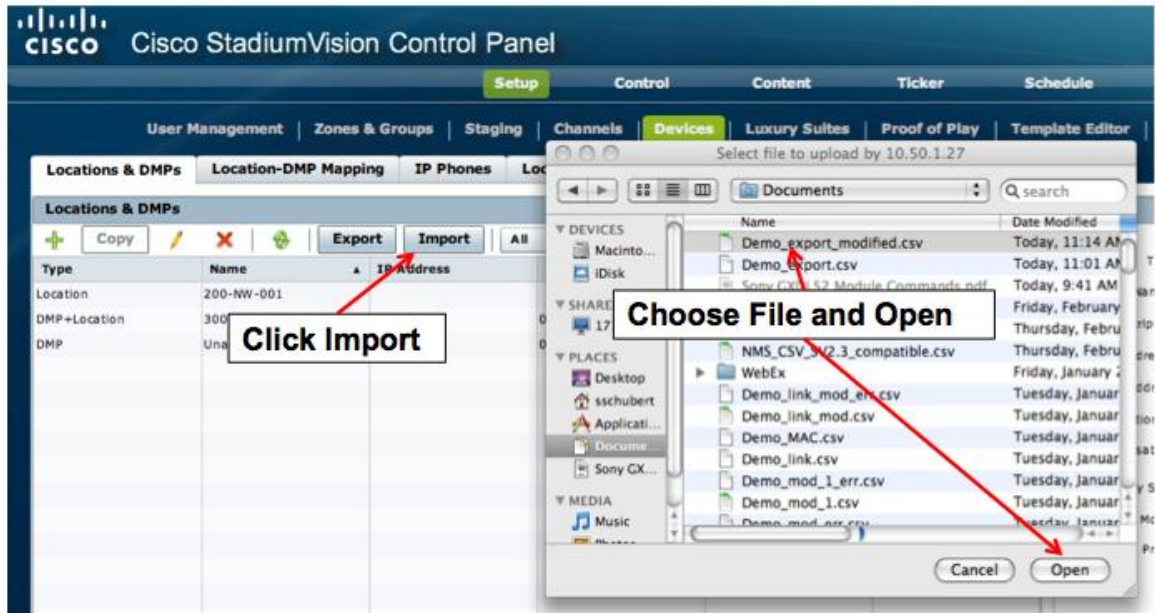 CISCO Cisco StadiumVision Control Panel
Setup Control Content Ticker Schedule
User Management | Zones & Groups | Staging | Channels | Devices | Luxury Suites | Proof of Play | Template Editor
Locations & DMPs Location-DMP Mapping IP Phones
Locations & DMPs
Copy Export Import All
Type Name IP Address
Location 200-NW-001
DMP+Location 300
DMP
Click Import
Select file to upload by 10.50.1.27
Documents search
DEVICES
Macinto...
iDisk
PLACES
Desktop
sschubert
Applicati...
Docume...
Sony GX...
MEDIA
Music
Name Date Modified
Demo_export_modified.csv Today, 11:14 AM
Demo_export.csv Today, 11:01 AM
Today, 9:41 AM
Friday, February
Thursday, Febru
Choose File and Open
NMS_CSV_SV2.3_compatible.csv Thursday, Febru
WebEx Friday, January 2
Demo_link_mod_err.csv Tuesday, Januar
Demo_link_mod.csv Tuesday, Januar
Demo_MAC.csv Tuesday, Januar
Demo_link.csv Tuesday, Januar
Demo_mod_1_err.csv Tuesday, Januar
Demo_mod_1.csv Tuesday, Januar
Cancel Open